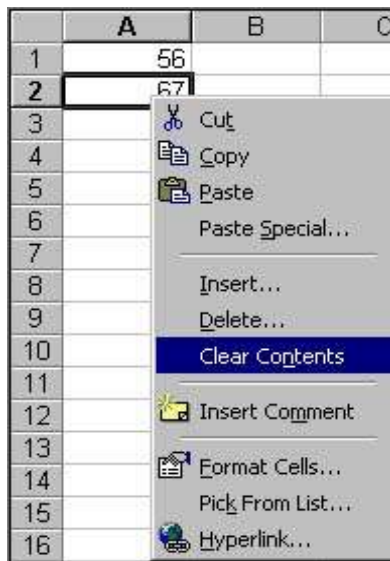 A B C
1 56
2 67
3
4
5
6
7
8
9
10
11
12
13
14
15
16
Cut
Copy
Paste
Paste Special...
Insert...
Delete...
Clear Contents
Insert Comment
Format Cells...
Pick From List...
Hyperlink...